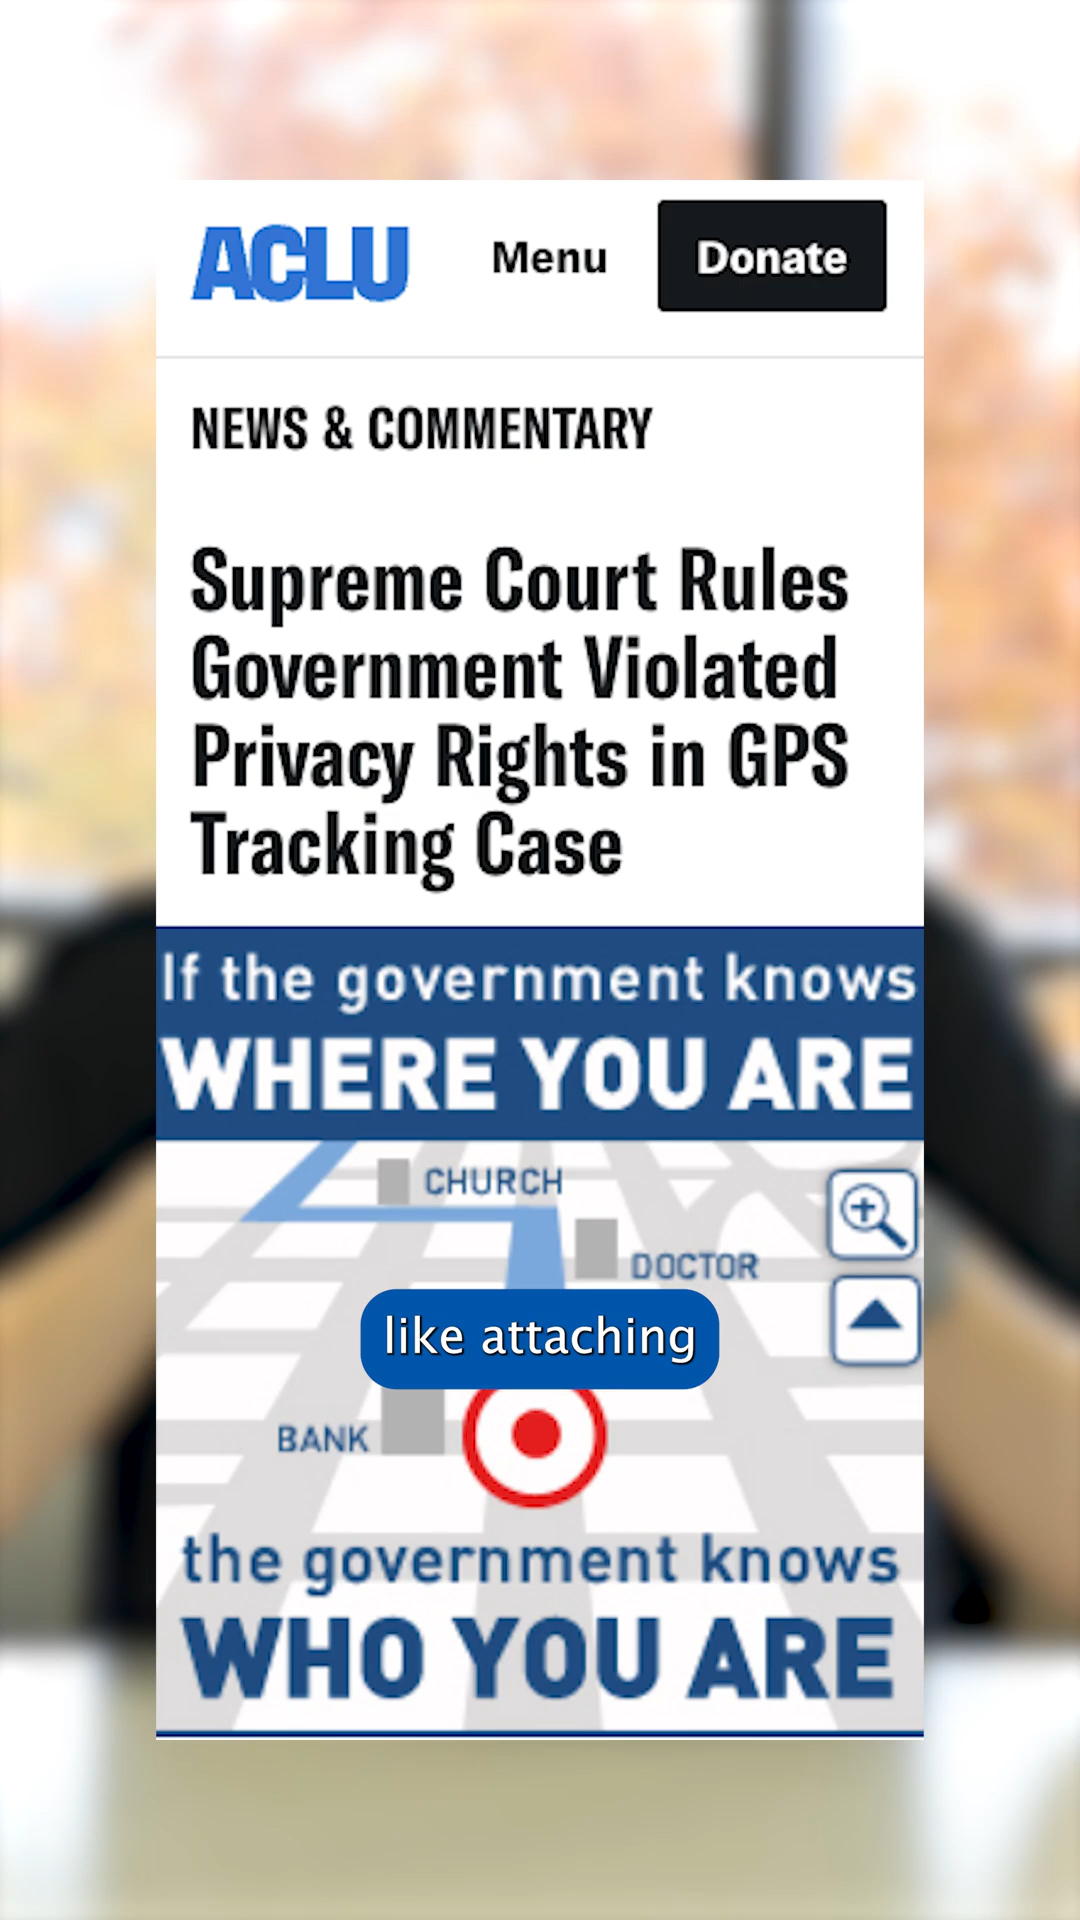 ACLU
Menu
Donate
NEWS & COMMENTARY
Supreme Court Rules
Government Violated
Privacy Rights in GPS
Tracking Case
If the government knows
WHERE YOU ARE
CHURCH
DOCTOR
like attaching
BANK
the government knows
WHO YOU ARE